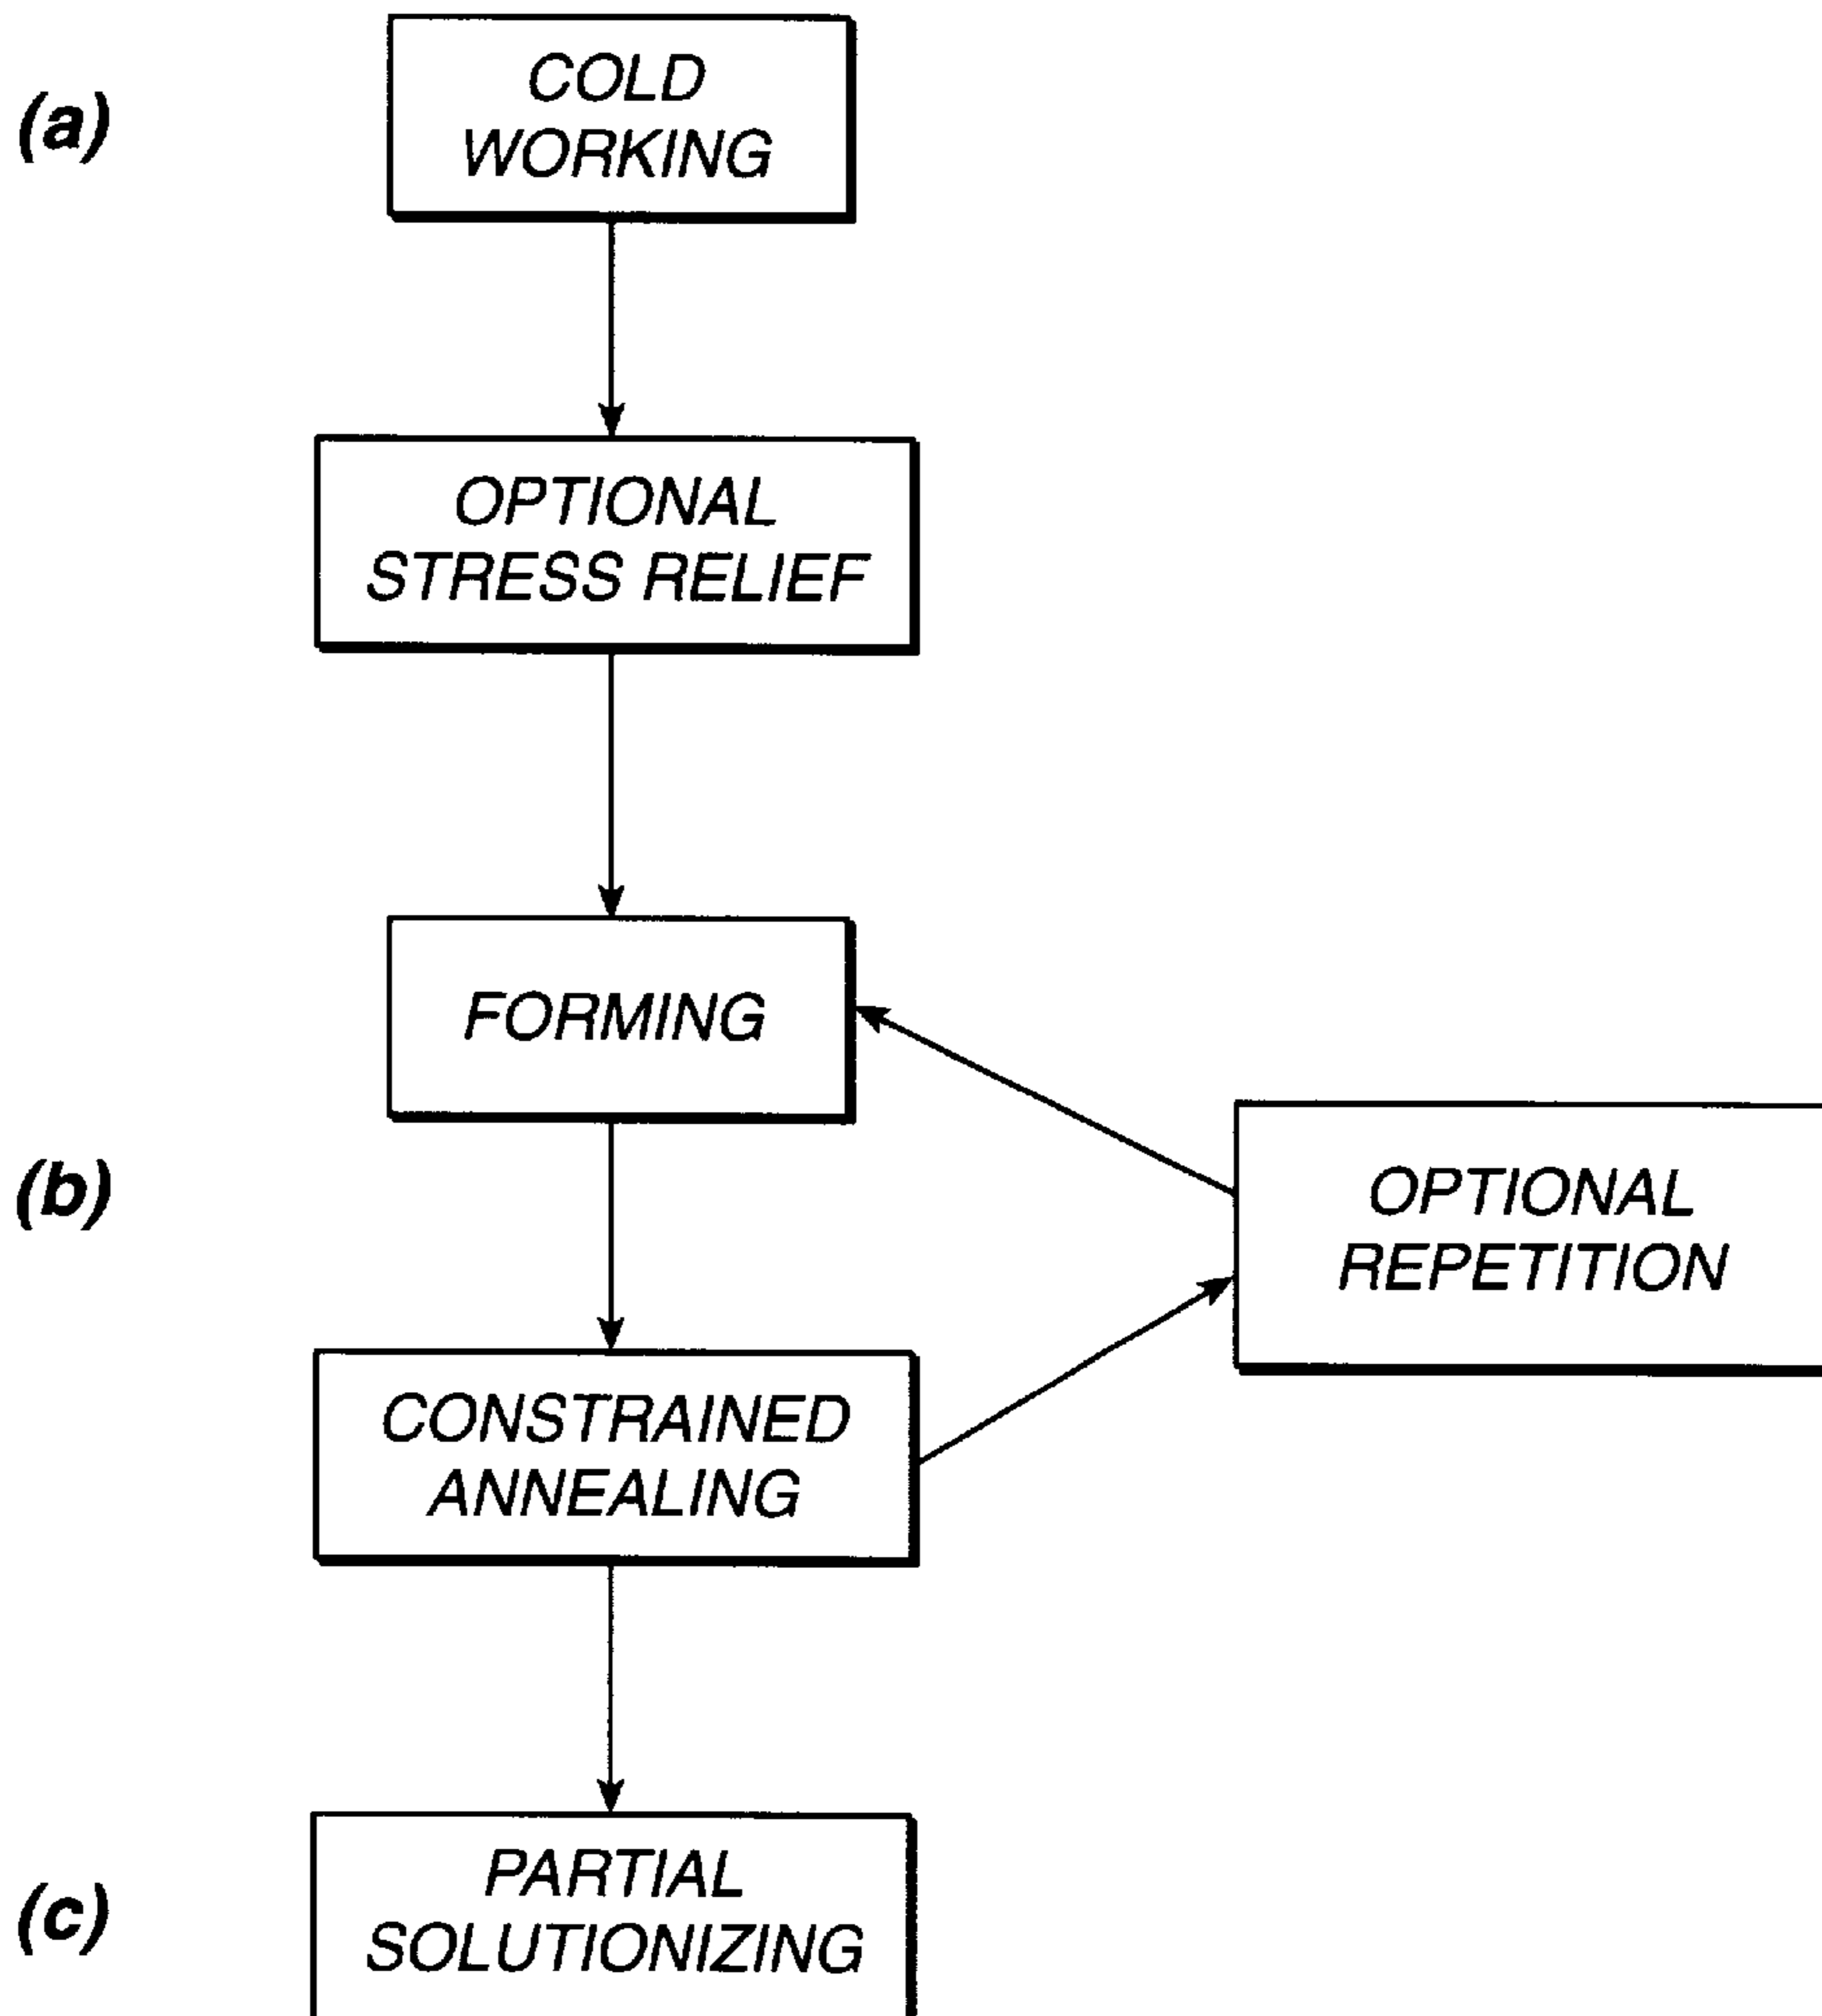 (a)
COLD
WORKING
OPTIONAL
STRESS RELIEF
FORMING
(b)
OPTIONAL
REPETITION
CONSTRAINED
ANNEALING
(c)
PARTIAL
SOLUTIONIZING